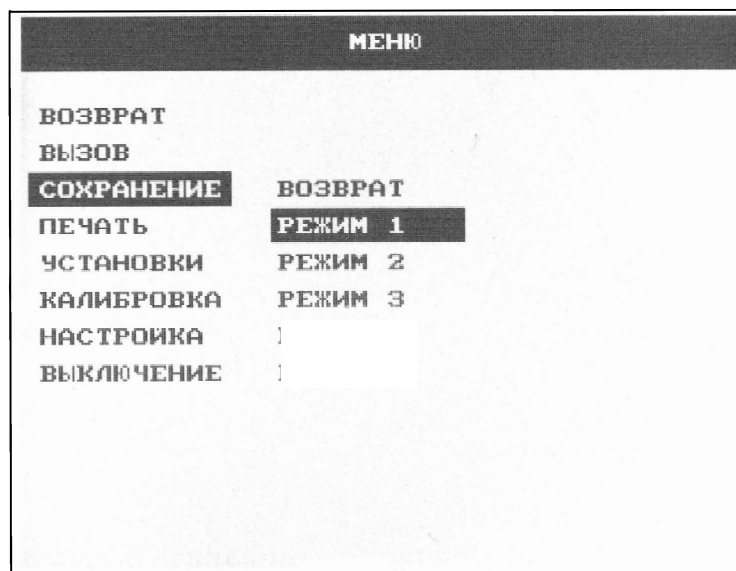 МЕНЮ
ВОЗВРАТ
ВЫЗОВ
СОХРАНЕНИЕ ВОЗВРАТ
ПЕЧАТЬ РЕЖИМ 1
УСТАНОВКИ РЕЖИМ 2
КАЛИБРОВКА РЕЖИМ 3
НАСТРОЙКА
ВЫКЛЮЧЕНИЕ